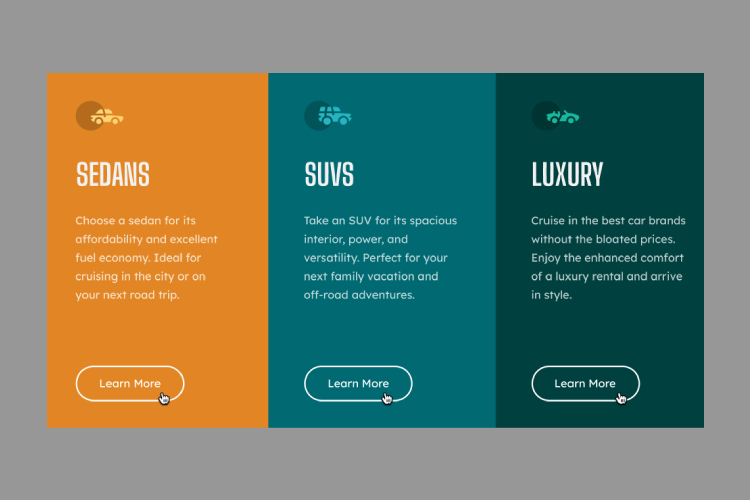 SEDANS
Choose a sedan for its
affordability and excellent
fuel economy. Ideal for
cruising in the city or on
your next road trip.
Learn More
SUVS
Take an SUV for its spacious
interior, power, and
versatility. Perfect for your
next family vacation and
off-road adventures.
Learn More
LUXURY
Cruise in the best car brands
without the bloated prices.
Enjoy the enhanced comfort
of a luxury rental and arrive
in style.
Learn More